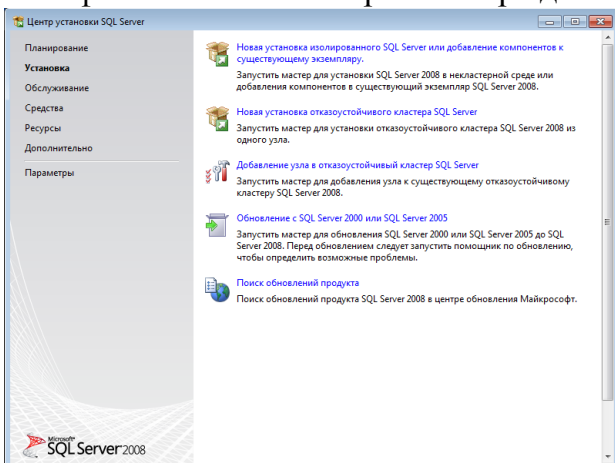 Центр установки SQL Server
Планирование
Установка
Обслуживание
Средства
Ресурсы
Дополнительно
Параметры
Новая установка изолированного SQL Server или добавление компонентов к
существующему экземпляру.
Запустить мастер для установки SQL Server 2008 в некластерной среде или
добавления компонентов в существующий экземпляр SQL Server 2008.
Новая установка отказоустойчивого кластера SQL Server
Запустить мастер для установки отказоустойчивого кластера SQL Server 2008 из
одного узла.
Добавление узла в отказоустойчивый кластер SQL Server
Запустить мастер для добавления узла к существующему отказоустойчивому
кластеру SQL Server 2008.
Обновление с SQL Server 2000 или SQL Server 2005
Запустить мастер для обновления SQL Server 2000 или SQL Server 2005 до SQL
Server 2008. Перед обновлением следует запустить помощник по обновлению,
чтобы определить возможные проблемы.
Поиск обновлений продукта
Поиск обновлений продукта SQL Server 2008 в центре обновления Майкрософт.
Microsoft
SQL Server 2008